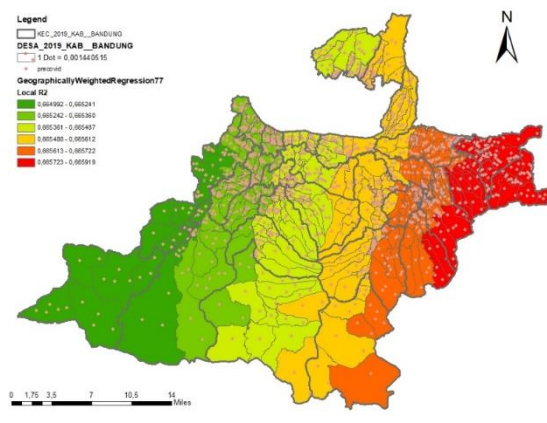 Legend
KEC_2019_KAB__BANDUNG
DESA_2019_KAB__BANDUNG
1 Dot = 0,001440515
precovid
GeographicallyWeightedRegression77
Local R2
0,664992 - 0,665241
0,665242 - 0,665360
0,665361 - 0,665487
0,665488 - 0,665612
0,665613 - 0,665722
0,665723 - 0,665919
N
0 1,75 3,5 7 10,5 14
Miles